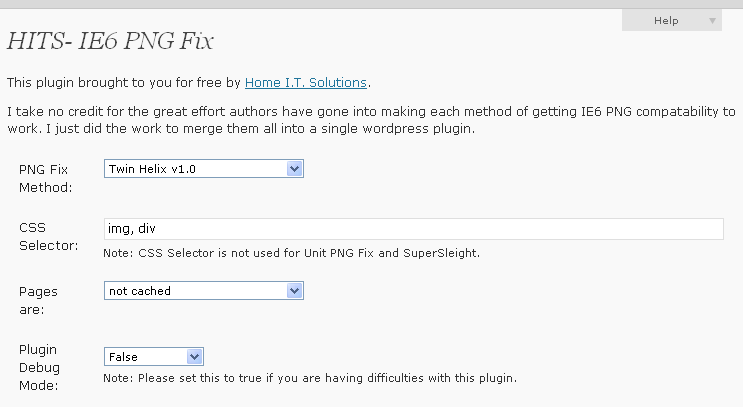 Help
HITS- IE6 PNG Fix
This plugin brought to you for free by Home I.T. Solutions.
I take no credit for the great effort authors have gone into making each method of getting IE6 PNG compatability to
work. I just did the work to merge them all into a single wordpress plugin.
PNG Fix
Method:
Twin Helix v1.0
CSS
Selector:
img, div
Note: CSS Selector is not used for Unit PNG Fix and SuperSleight.
Pages
are:
not cached
Plugin
Debug
Mode:
False
Note: Please set this to true if you are having difficulties with this plugin.